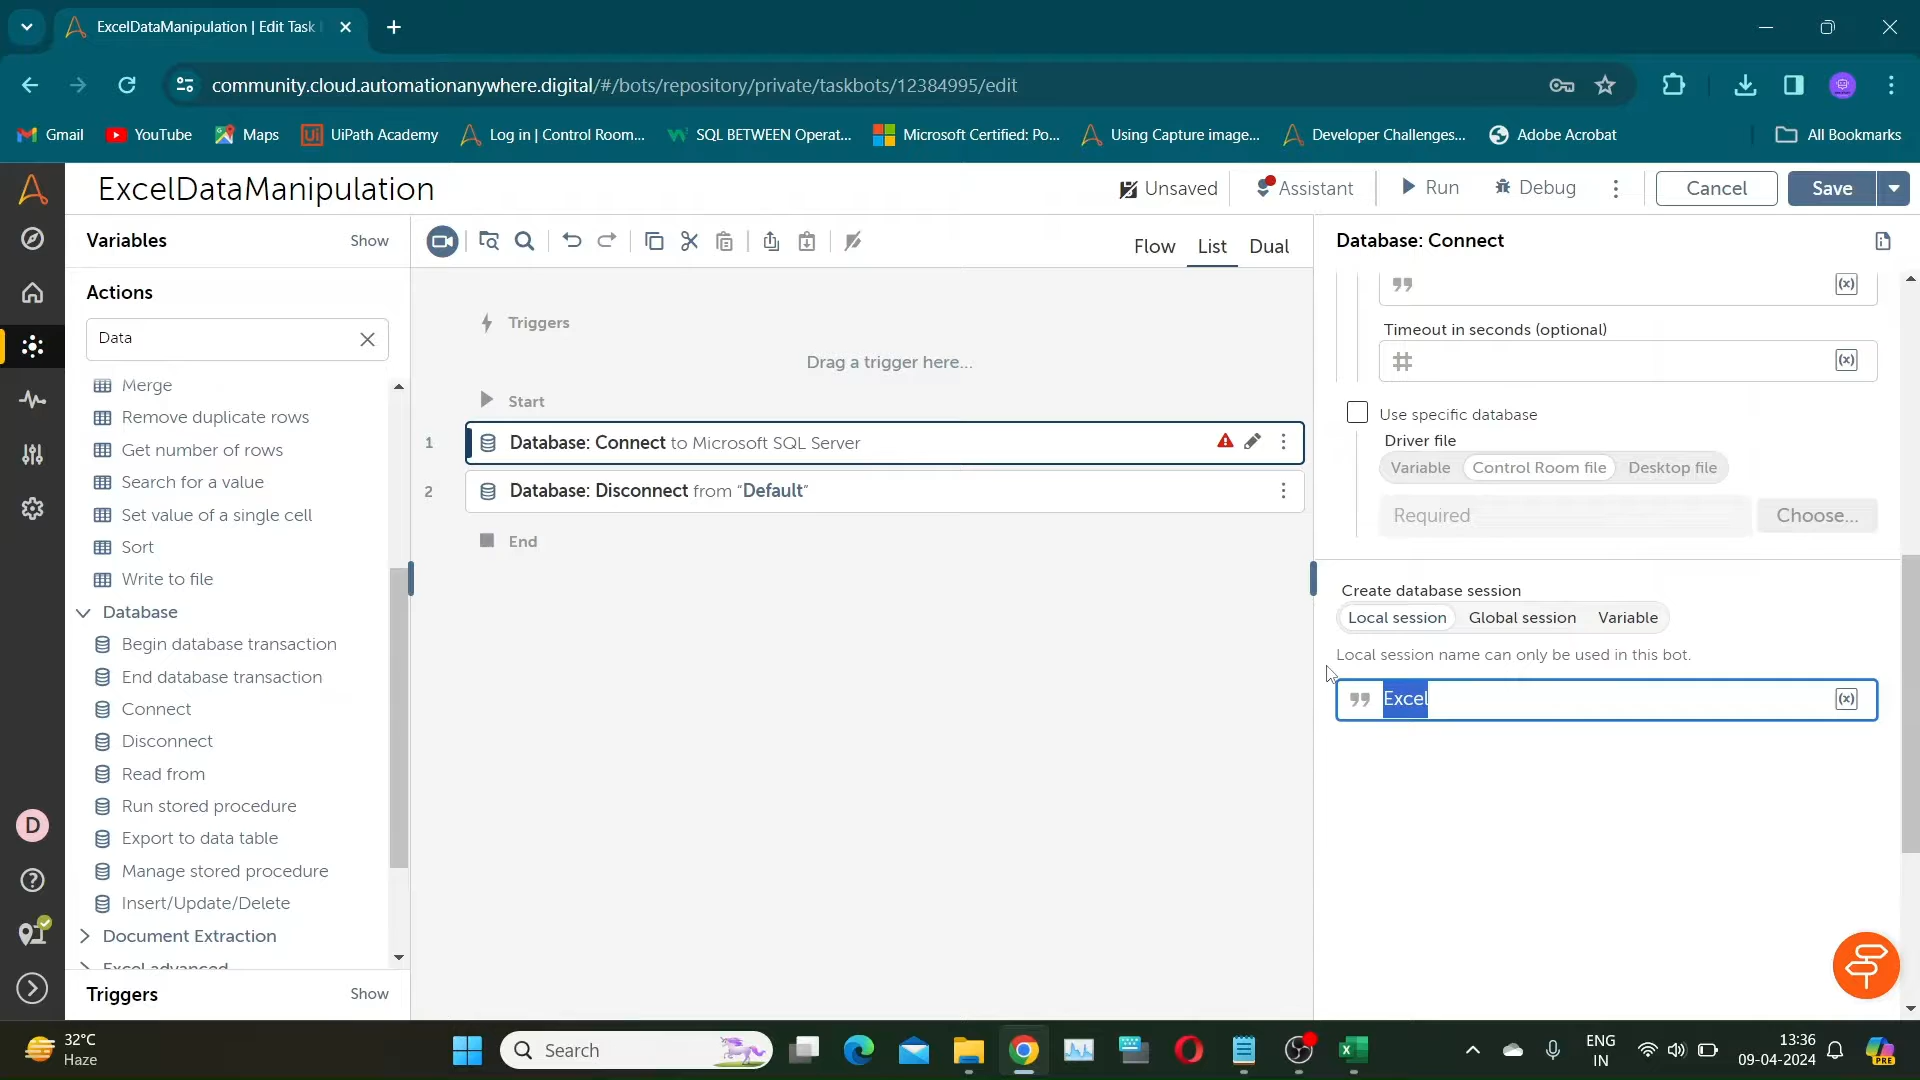 ExcelDataManipulation | Edit Task
community.cloud.automationanywhere.digital/#/bots/repository/private/taskbots/12384995/edit
Gmail
YouTube
Maps
UiPath Academy
Log in | Control Room...
SQL BETWEEN Operat...
Microsoft Certified: Po...
Using Capture image...
Developer Challenges...
Adobe Acrobat
All Bookmarks
ExcelDataManipulation
Unsaved
Assistant
Run
Debug
Cancel
Save
Variables
Show
Actions
Data
Merge
Remove duplicate rows
Get number of rows
Search for a value
Set value of a single cell
Sort
Write to file
Database
Begin database transaction
End database transaction
Connect
Disconnect
Read from
Run stored procedure
Export to data table
Manage stored procedure
Insert/Update/Delete
Document Extraction
Excel advanced
Triggers
Show
Flow
List
Dual
Triggers
Drag a trigger here...
Start
1
Database: Connect to Microsoft SQL Server
2
Database: Disconnect from “Default”
End
Database: Connect
(x)
Timeout in seconds (optional)
(x)
Use specific database
Driver file
Variable
Control Room file
Desktop file
Required
Choose...
Create database session
Local session
Global session
Variable
Local session name can only be used in this bot.
Excel
(x)
D
32°C
Haze
Search
ENG
IN
13:36
09-04-2024
PRE